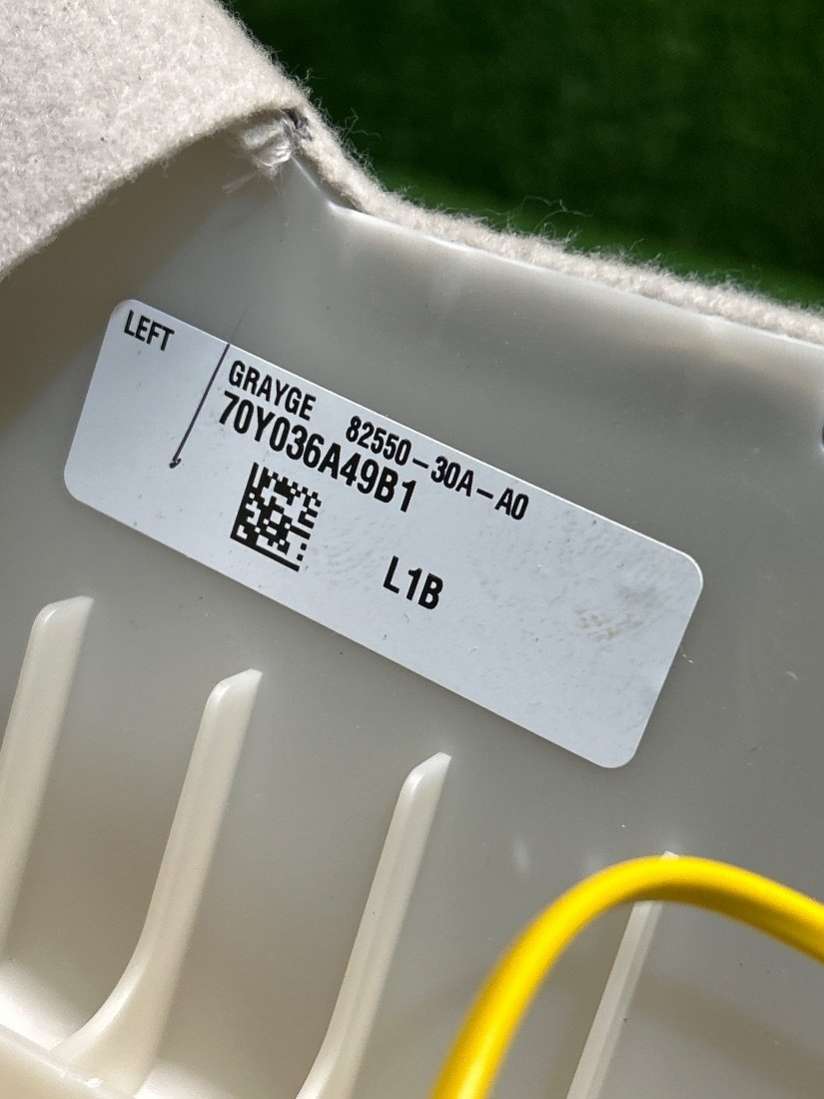 LEFT
GRAYGE 82550-30A-A0
70Y036A49B1
L1B